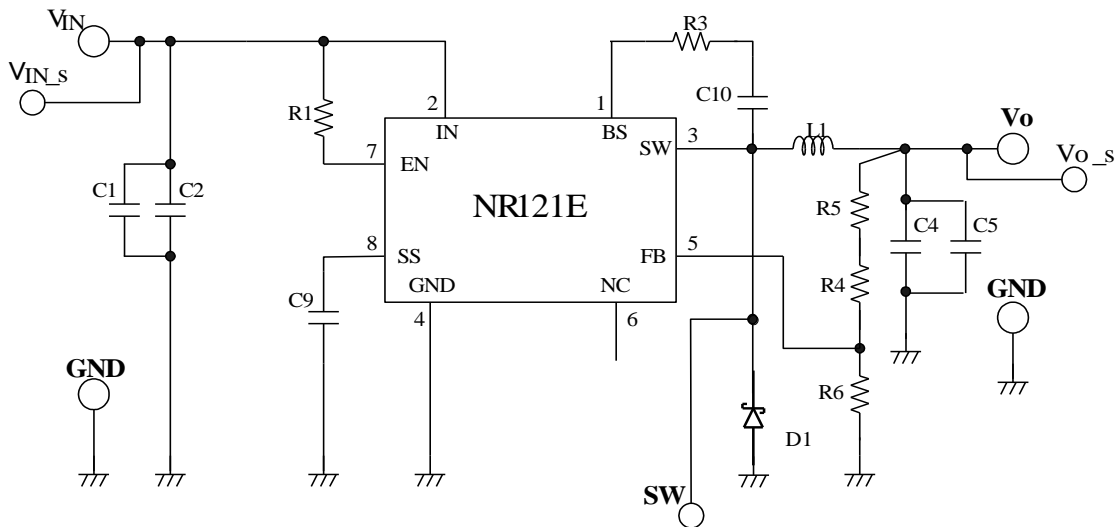 VIN
R3
VIN_S
C10
2
1
R1
L1
Vo
IN
BS
3
SW
7
EN
Vo_S
C1
C2
NR121E
R5
C4
C5
8
SS
FB
5
GND
NC
R4
C9
4
6
GND
GND
R6
D1
SW